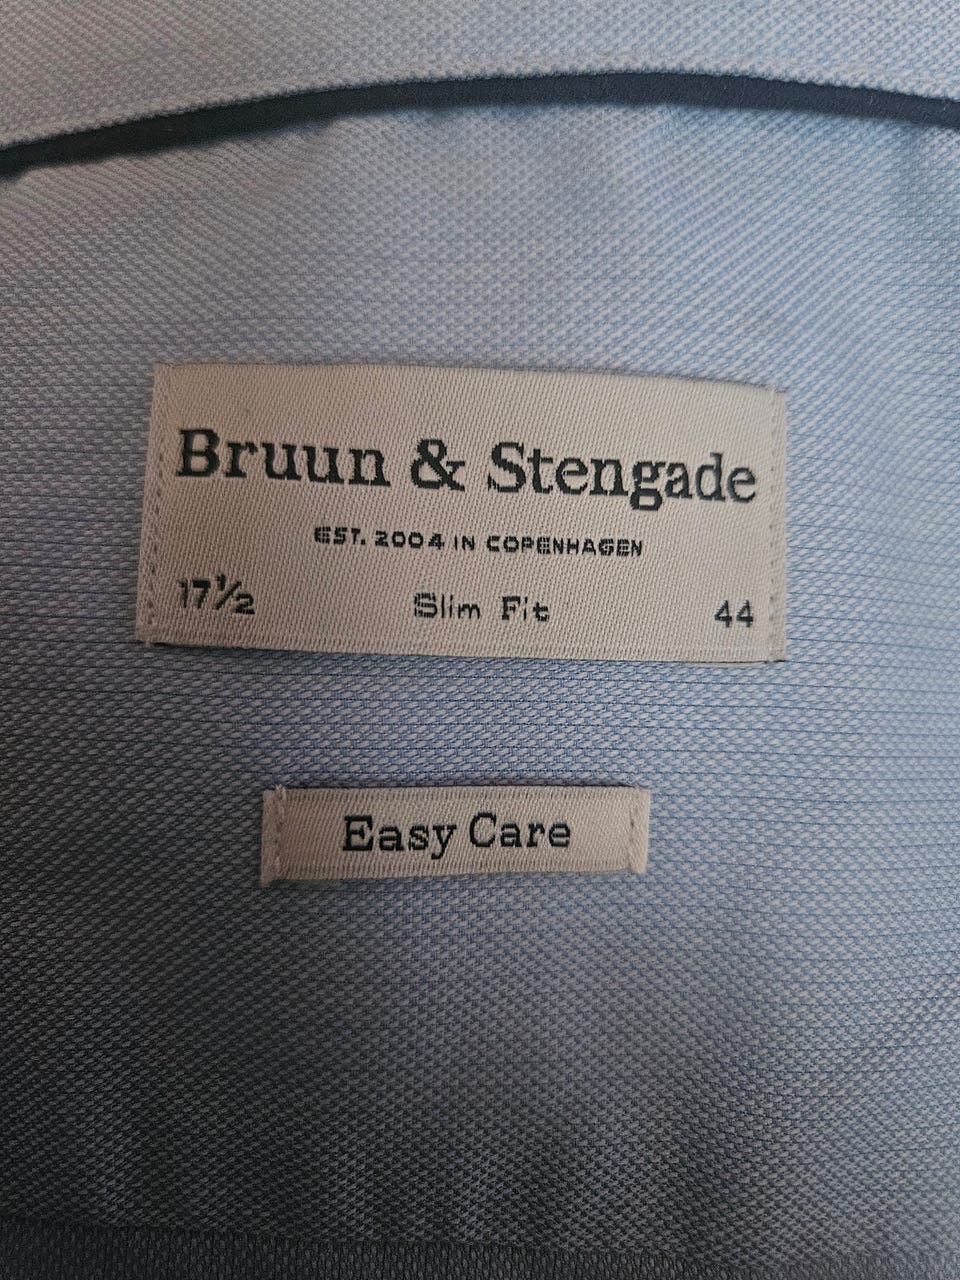 Bruun & Stengade
EST. 2004 IN COPENHAGEN
17½ Slim Fit 44
Easy Care